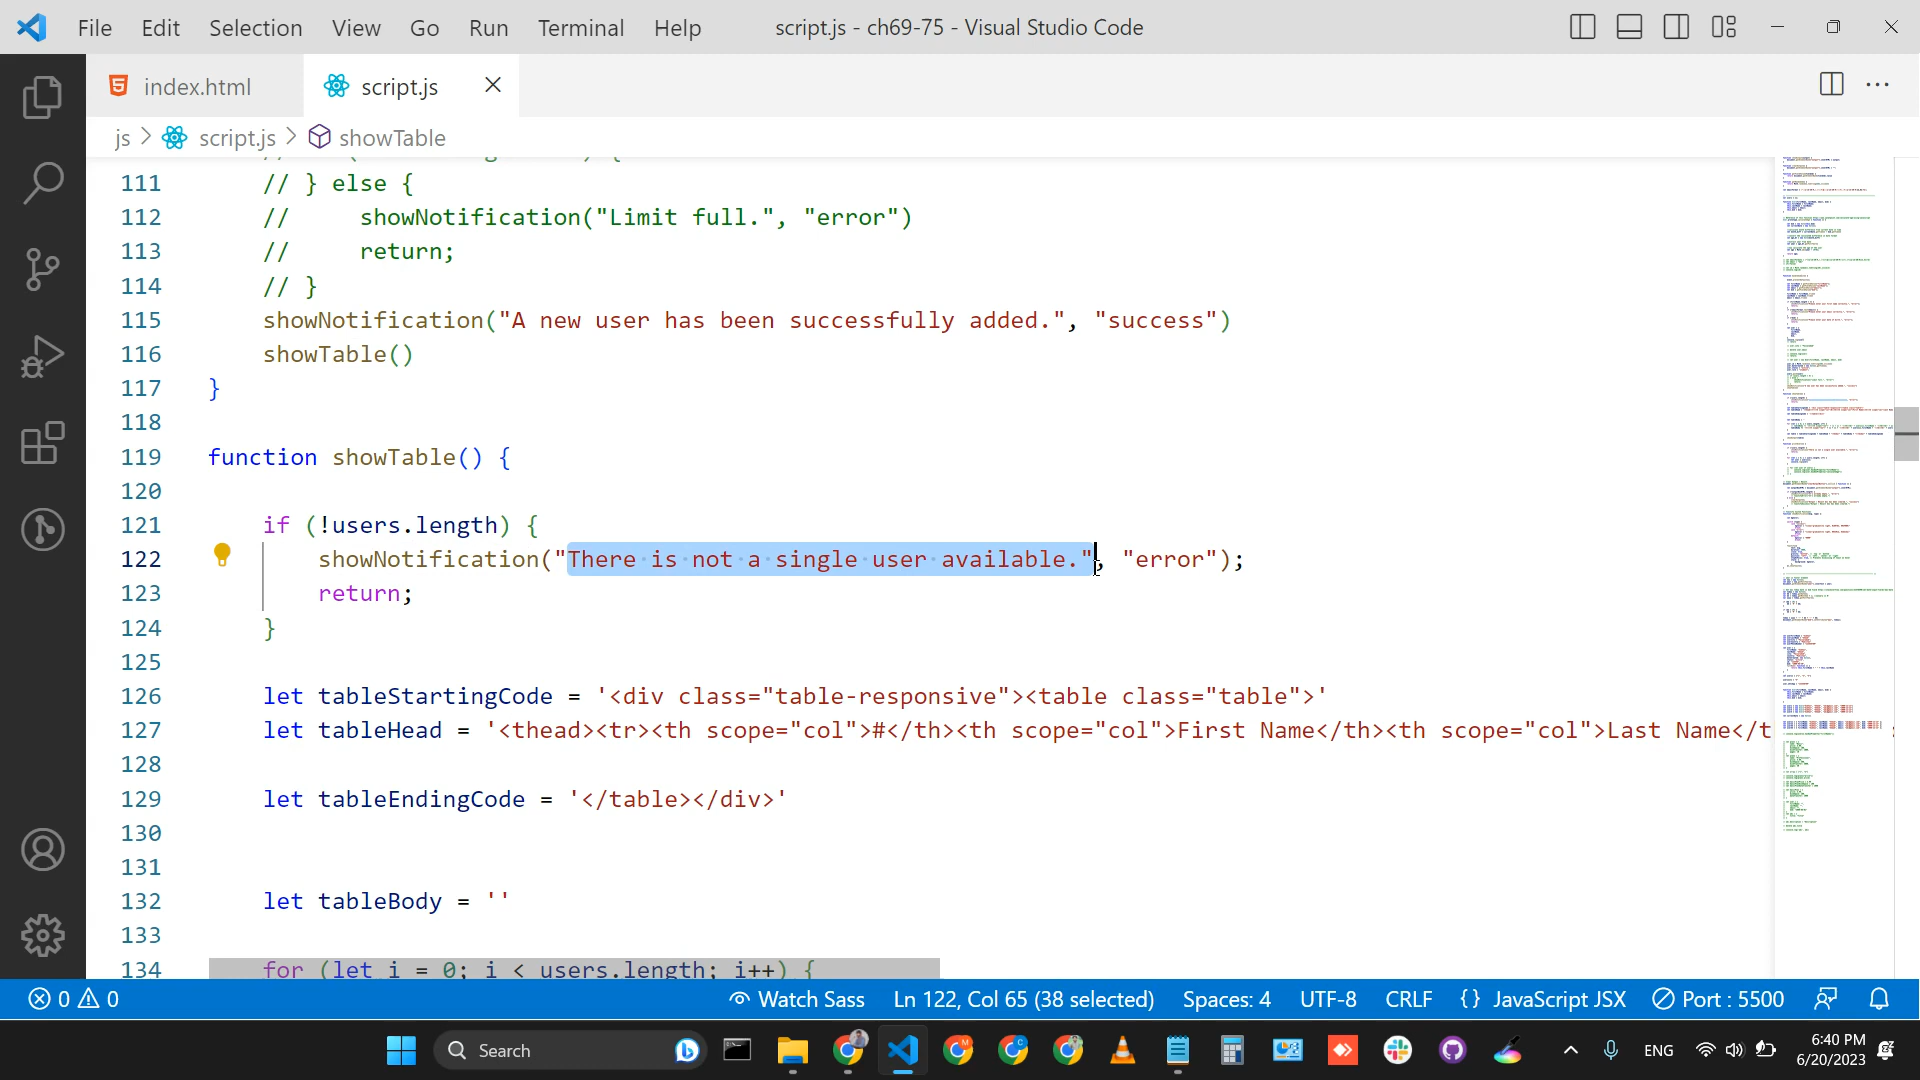 File Edit Selection View Go Run Terminal Help script.js - ch69-75 - Visual Studio Code
index.html script.js
js > script.js > showTable
111 // } else {
112 // showNotification("Limit full.", "error")
113 // return;
114 // }
115 showNotification("A new user has been successfully added.", "success")
116 showTable()
117 }
118
119 function showTable() {
120
121 if (!users.length) {
122 showNotification("There is not a single user available.", "error");
123 return;
124 }
125
126 let tableStartingCode = '<div class="table-responsive"><table class="table">'
127 let tableHead = '<thead><tr><th scope="col">#</th><th scope="col">First Name</th><th scope="col">Last Name</t
128
129 let tableEndingCode = '</table></div>'
130
131
132 let tableBody = ''
133
134 for (let i = 0; i < users.length; i++) {
0 0 Watch Sass Ln 122, Col 65 (38 selected) Spaces: 4 UTF-8 CRLF {} JavaScript JSX Port : 5500
Search ENG 6:40 PM
6/20/2023